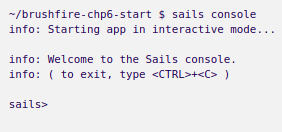 ~/brushfire-chp6-start $ sails console
info: Starting app in interactive mode...
info: Welcome to the Sails console.
info: ( to exit, type <CTRL>+<C> )
sails>